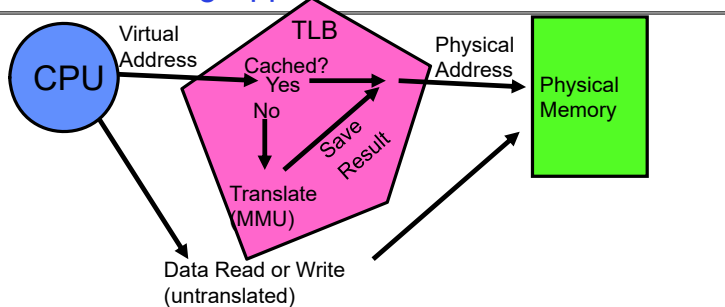 TLB
Virtual
Address
CPU
Cached?
Yes
No
Save
Result
Translate
(MMU)
Physical
Address
Physical
Memory
Data Read or Write
(untranslated)